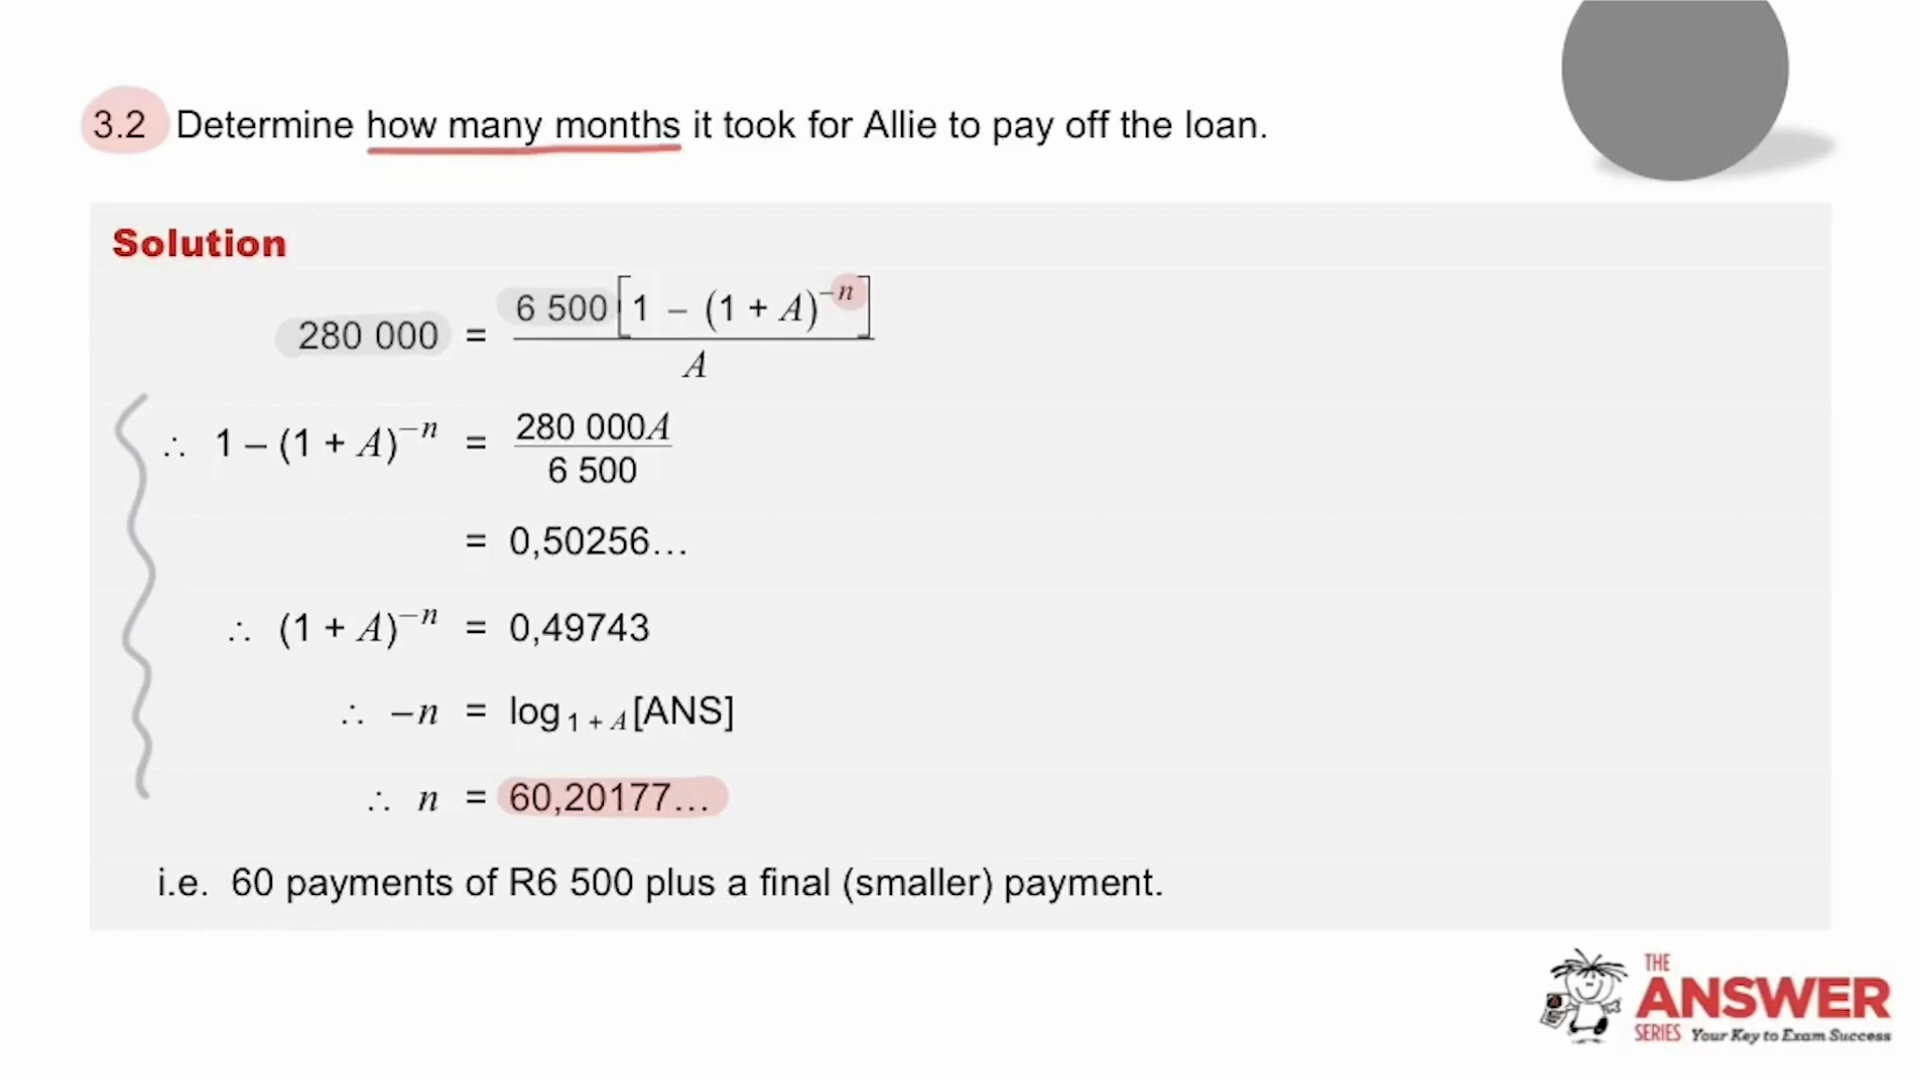 3.2 Determine how many months it took for Allie to pay off the loan.
Solution
280 000 = 6 500[1 – (1 + A)⁻ⁿ] / A
∴ 1 – (1 + A)⁻ⁿ = 280 000A / 6 500
= 0,50256...
∴ (1 + A)⁻ⁿ = 0,49743
∴ –n = log₁ ₊ A[ANS]
∴ n = 60,20177...
i.e. 60 payments of R6 500 plus a final (smaller) payment.
THE
ANSWER
SERIES Your Key to Exam Success